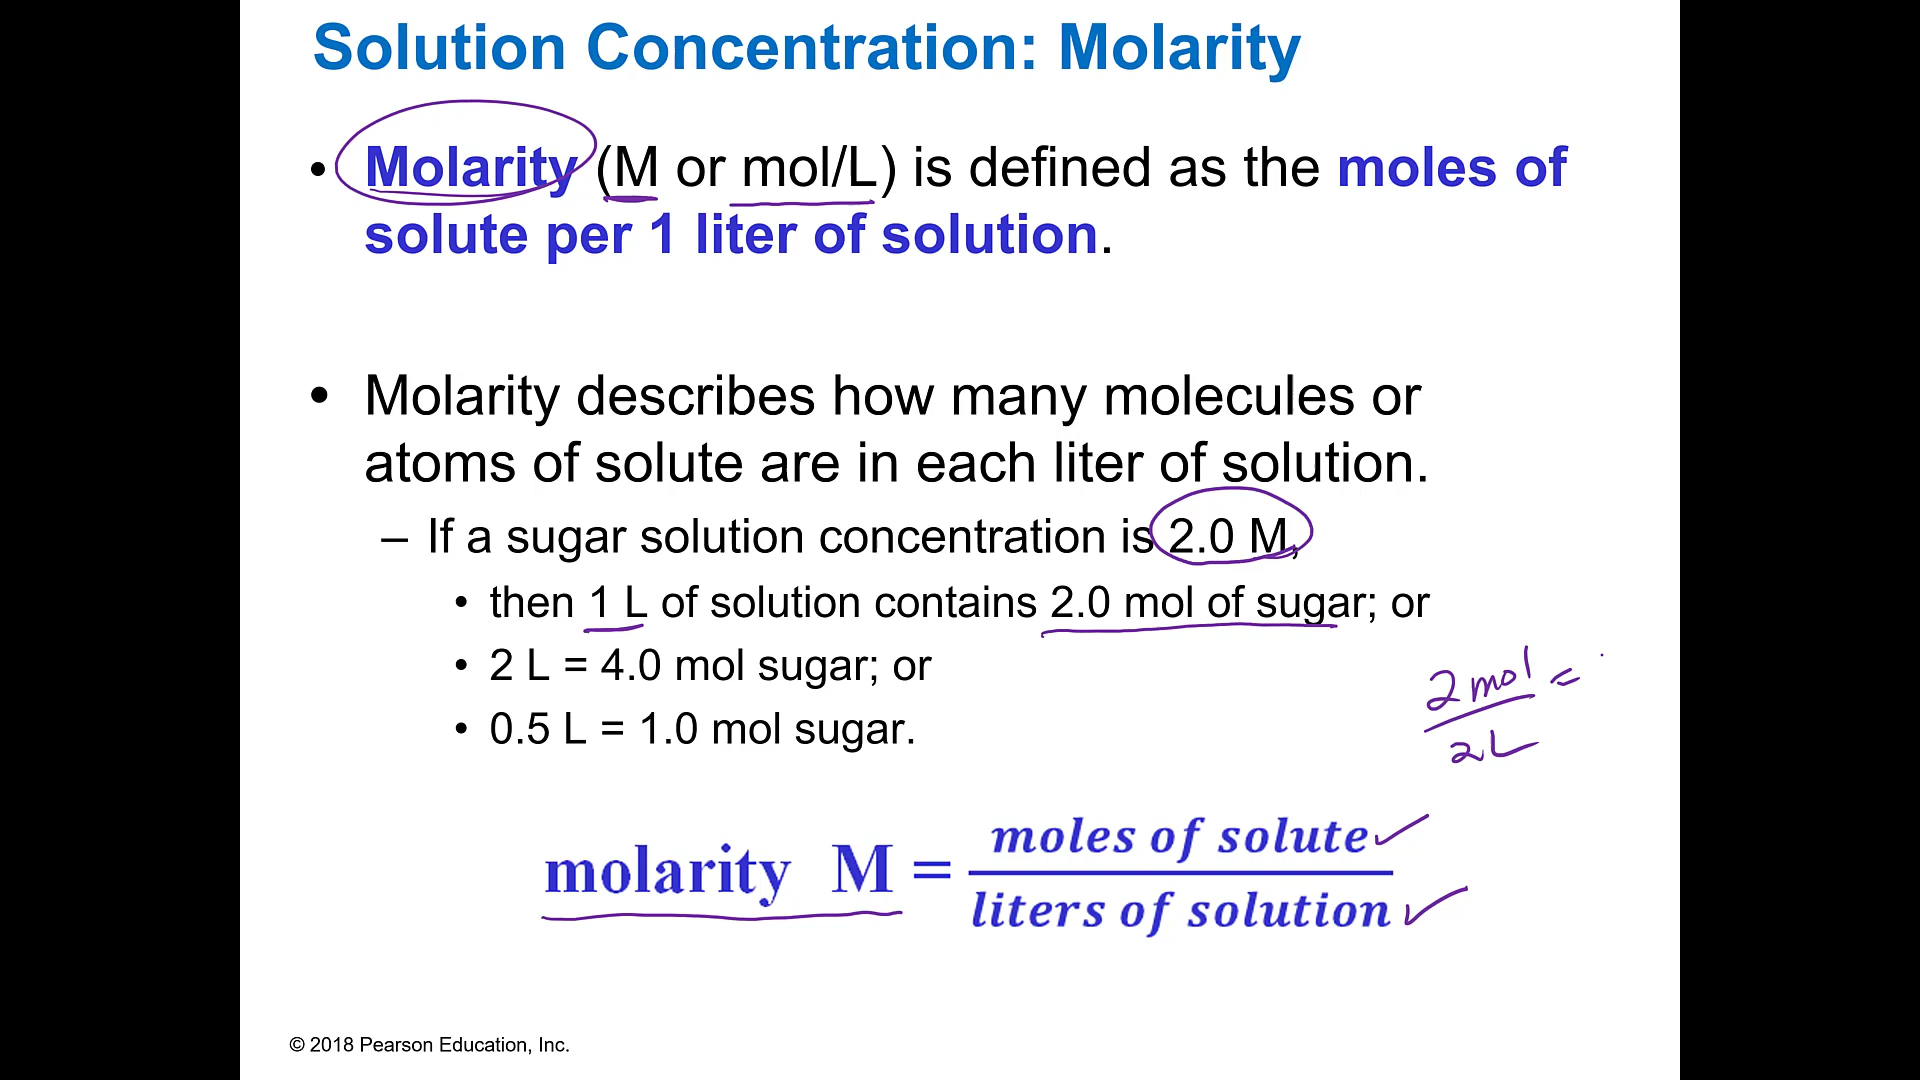 Solution Concentration: Molarity
• Molarity (M or mol/L) is defined as the moles of
solute per 1 liter of solution.
• Molarity describes how many molecules or
atoms of solute are in each liter of solution.
– If a sugar solution concentration is 2.0 M,
• then 1 L of solution contains 2.0 mol of sugar; or
• 2 L = 4.0 mol sugar; or
• 0.5 L = 1.0 mol sugar.
2 mol =
2L
moles of solute
molarity M =
liters of solution
© 2018 Pearson Education, Inc.